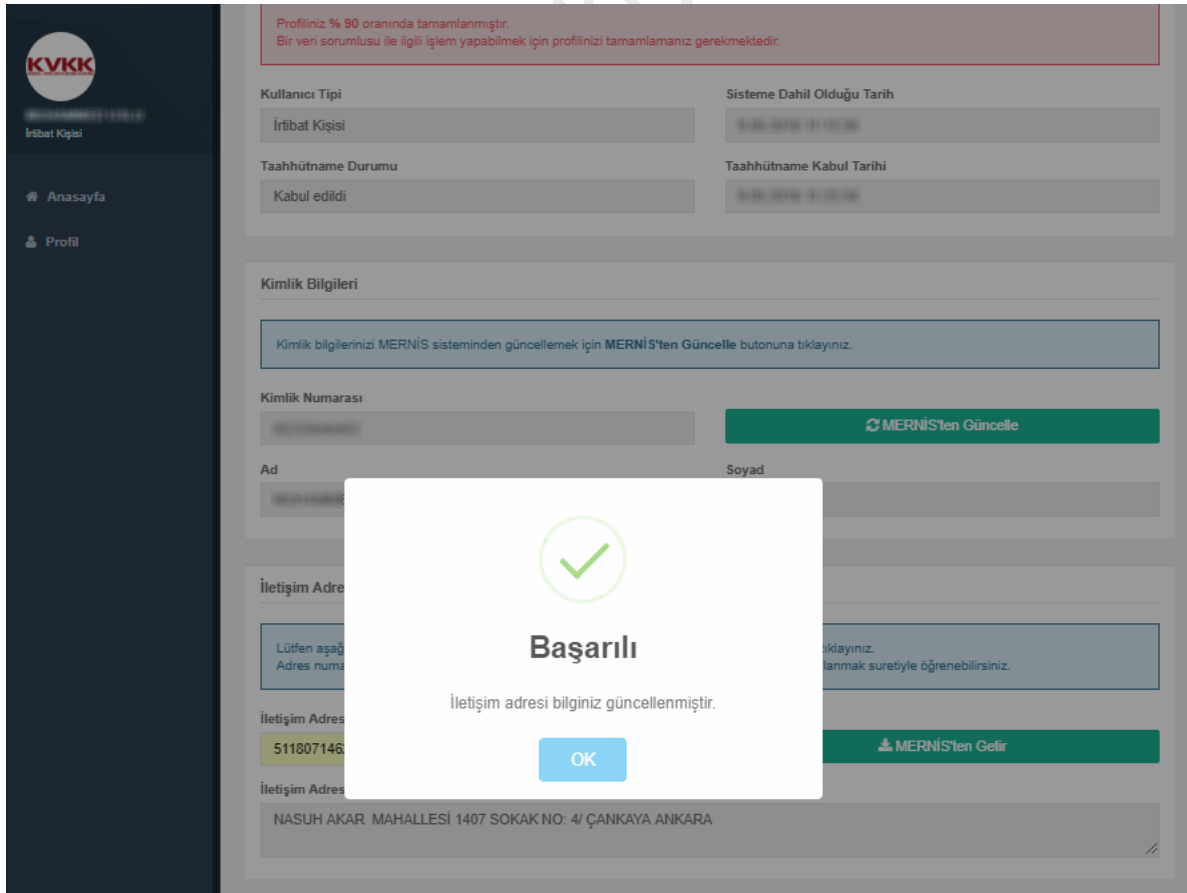 Profiliniz % 90 oranında tamamlanmıştır.
Bir veri sorumlusu ile ilgili işlem yapabilmek için profilinizi tamamlamanız gerekmektedir.
KVKK
İrtibat Kişisi
Anasayfa
Profil
Kullanıcı Tipi
Sisteme Dahil Olduğu Tarih
İrtibat Kişisi
Taahhütname Durumu
Taahhütname Kabul Tarihi
Kabul edildi
Kimlik Bilgileri
Kimlik bilgilerinizi MERNİS sisteminden güncellemek için MERNİS'ten Güncelle butonuna tıklayınız.
Kimlik Numarası
MERNİS'ten Güncelle
Ad
Soyad
İletişim Adre
Lütfen aşağ
ıklayınız.
Adres numa
lanmak suretiyle öğrenebilirsiniz.
Başarılı
İletişim adresi bilginiz güncellenmiştir.
OK
İletişim Adres
5118071462
MERNİS'ten Getir
İletişim Adres
NASUH AKAR MAHALLESİ 1407 SOKAK NO: 4/ ÇANKAYA ANKARA